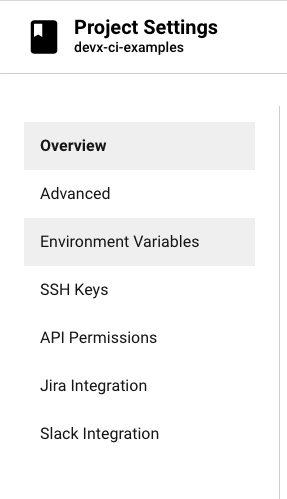 Project Settings
devx-ci-examples
Overview
Advanced
Environment Variables
SSH Keys
API Permissions
Jira Integration
Slack Integration